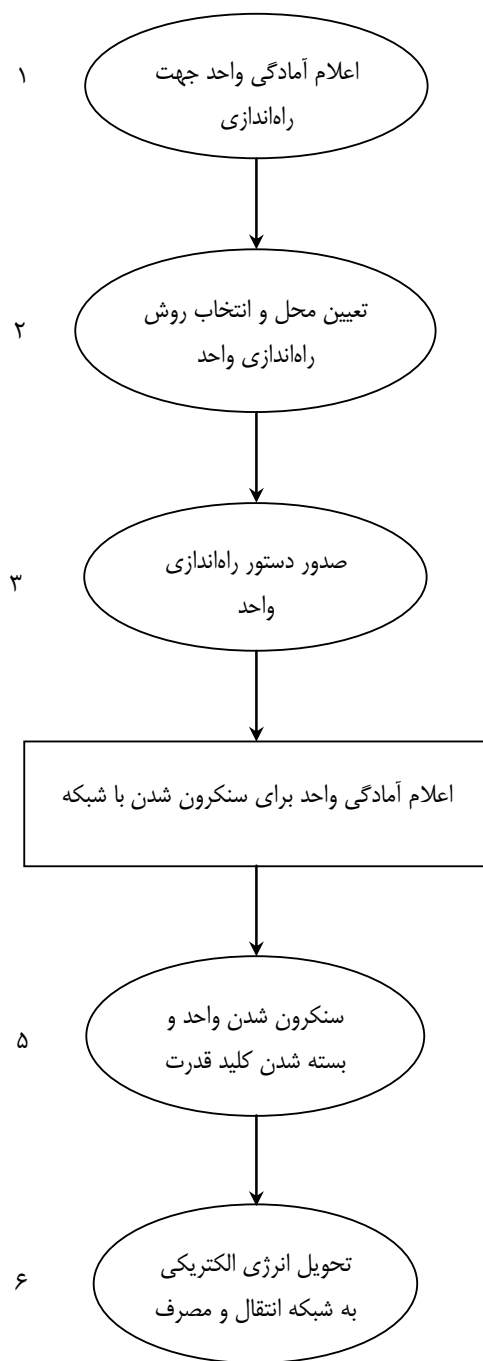 ۱
اعلام آمادگی واحد جهت
راه‌اندازی
۲
تعیین محل و انتخاب روش
راه‌اندازی واحد
۳
صدور دستور راه‌اندازی
واحد
اعلام آمادگی واحد برای سنکرون شدن با شبکه
۵
سنکرون شدن واحد و
بسته شدن کلید قدرت
۶
تحویل انرژی الکتریکی
به شبکه انتقال و مصرف